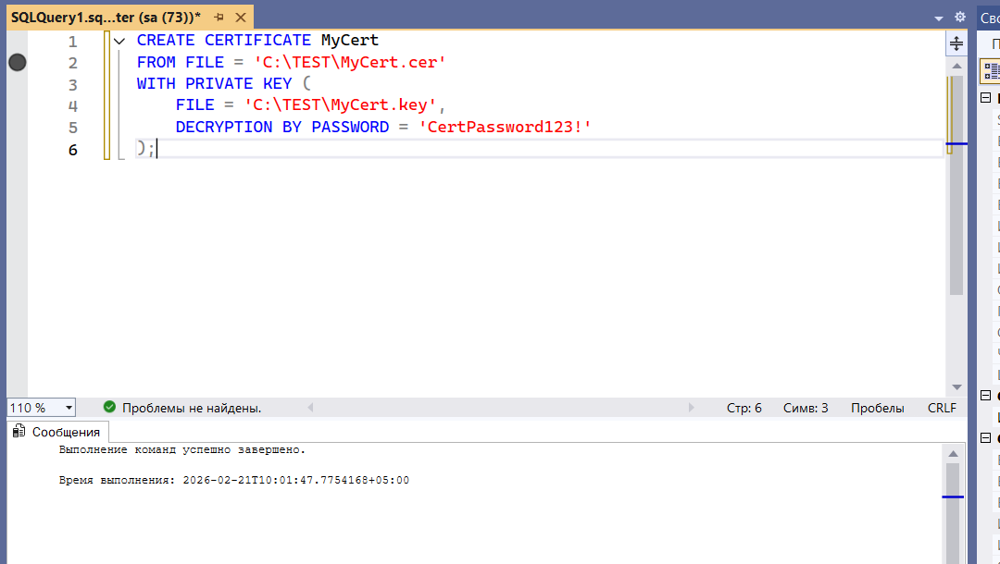 SQLQuery1.sq...ter (sa (73))*
Сво
1 CREATE CERTIFICATE MyCert
2 FROM FILE = 'C:\TEST\MyCert.cer'
3 WITH PRIVATE KEY (
4 FILE = 'C:\TEST\MyCert.key',
5 DECRYPTION BY PASSWORD = 'CertPassword123!'
6 );
110 % Проблемы не найдены. Стр: 6 Симв: 3 Пробелы CRLF
Сообщения
Выполнение команд успешно завершено.
Время выполнения: 2026-02-21T10:01:47.7754168+05:00